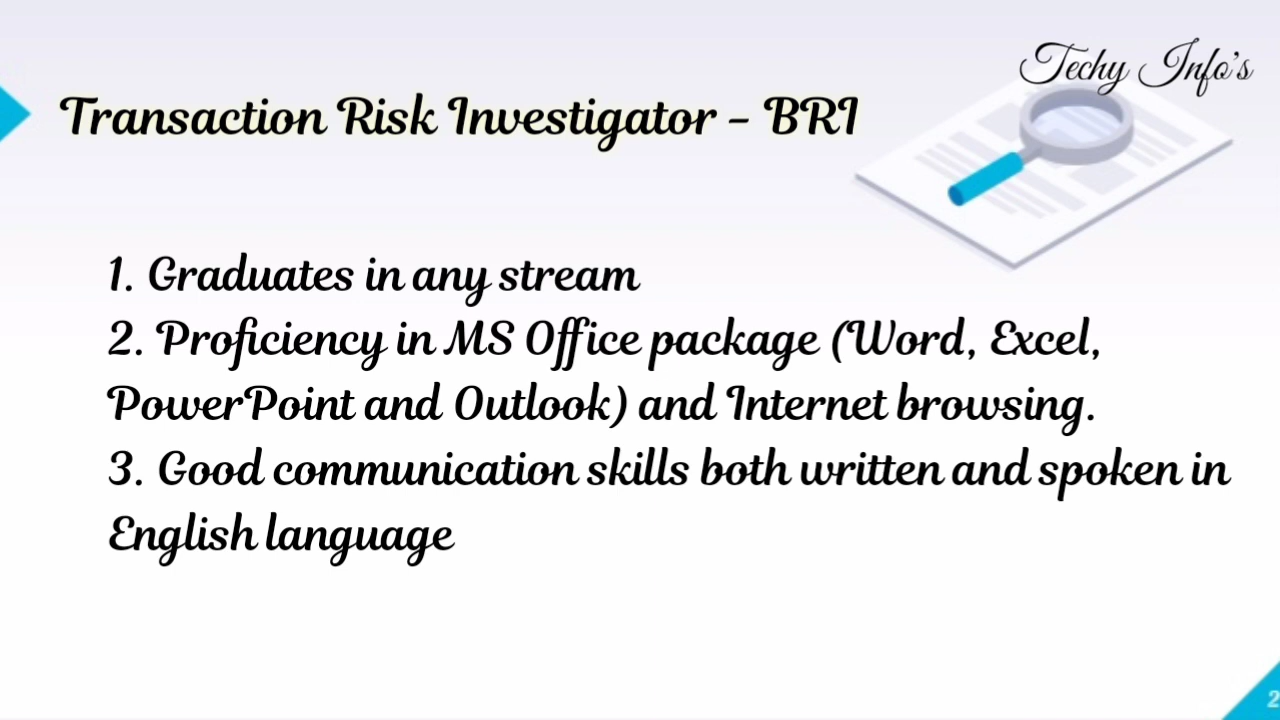 Techy Info's
Transaction Risk Investigator - BRI
1. Graduates in any stream
2. Proficiency in MS Office package (Word, Excel,
PowerPoint and Outlook) and Internet browsing.
3. Good communication skills both written and spoken in
English language
2